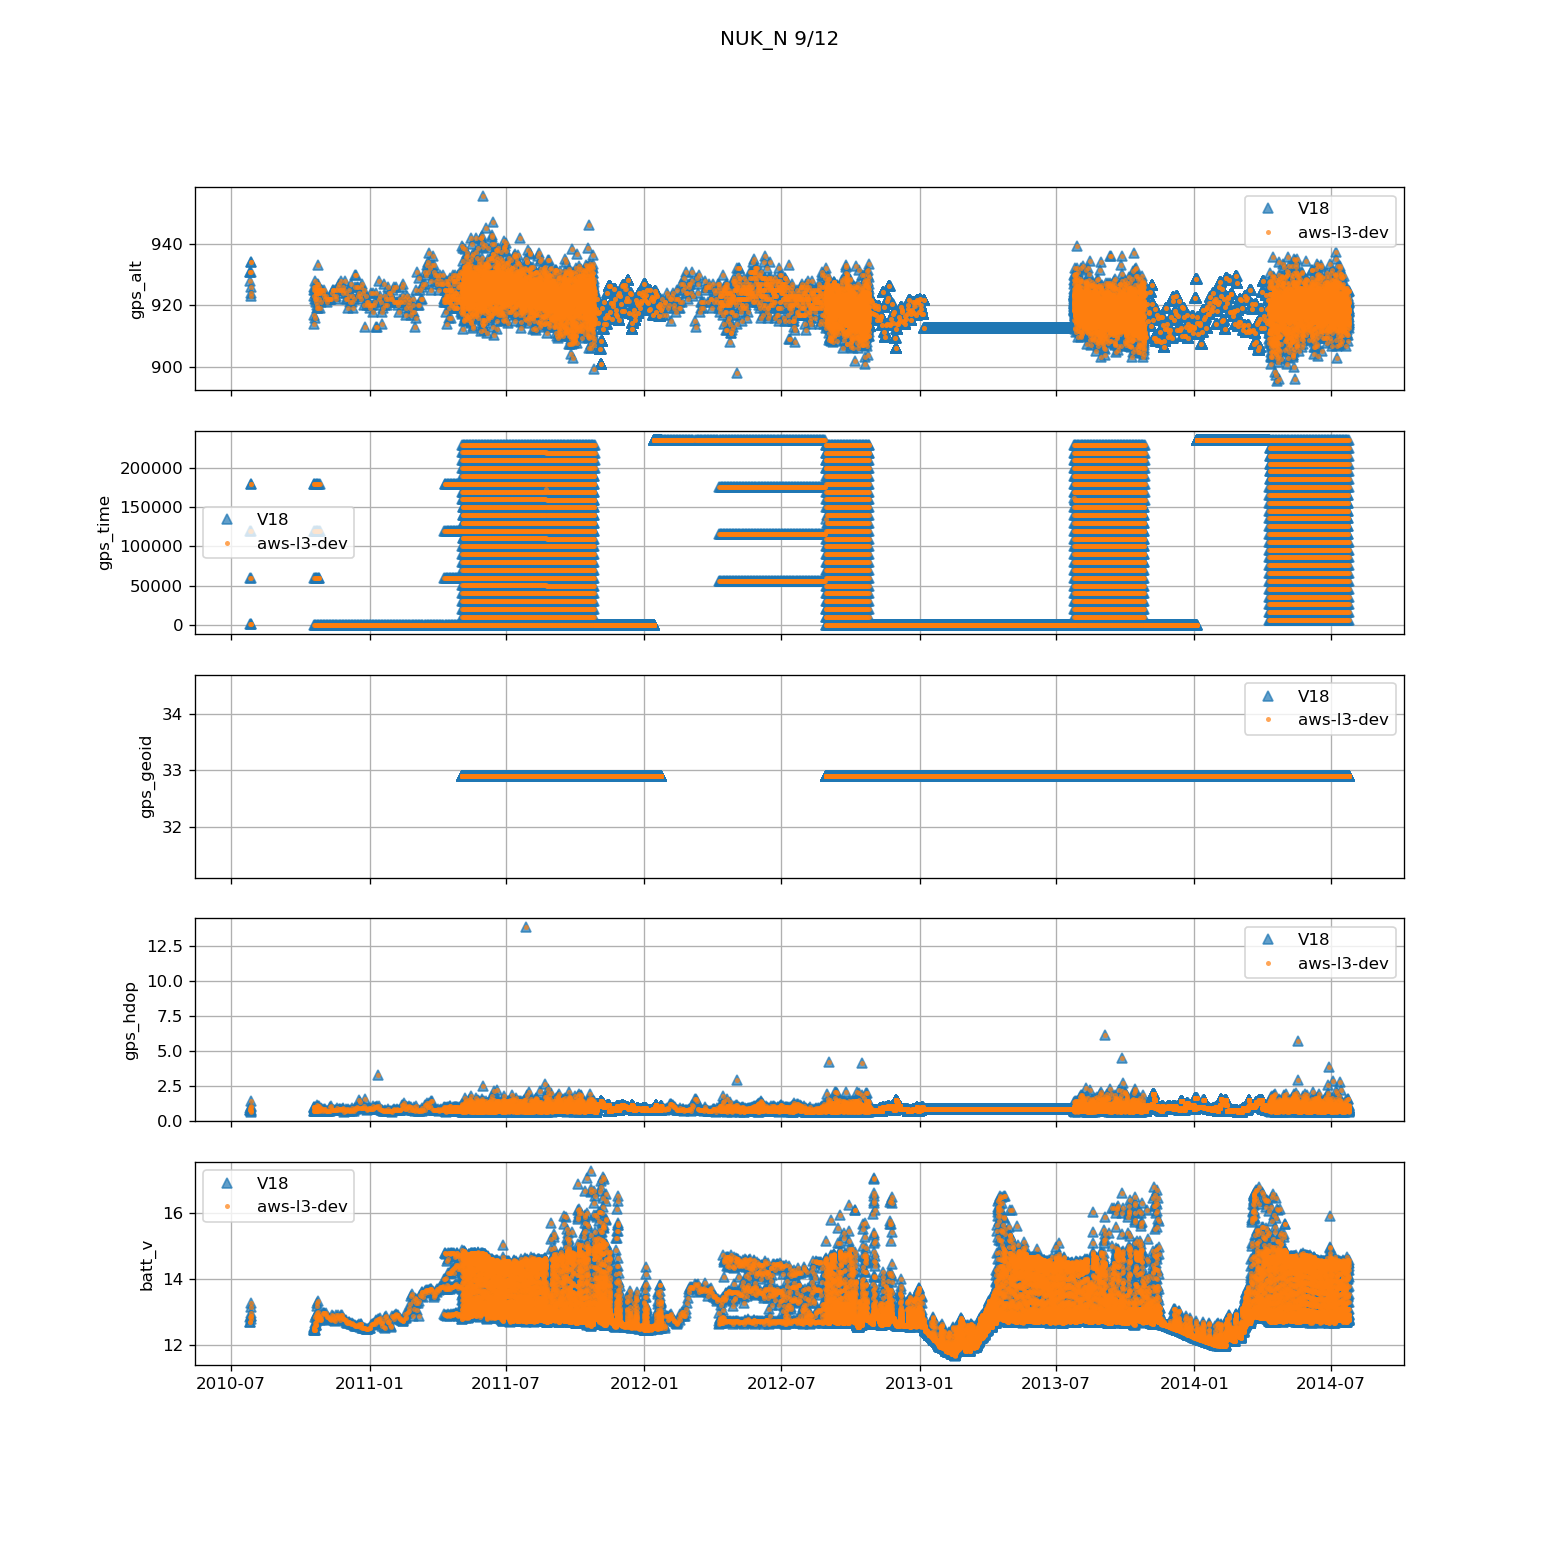 NUK_N 9/12
940
920
900
gps_alt
V18
aws-l3-dev
200000
150000
100000
50000
0
gps_time
V18
aws-l3-dev
34
33
32
gps_geoid
V18
aws-l3-dev
12.5
10.0
7.5
5.0
2.5
0.0
gps_hdop
V18
aws-l3-dev
16
14
12
batt_v
V18
aws-l3-dev
2010-07 2011-01 2011-07 2012-01 2012-07 2013-01 2013-07 2014-01 2014-07